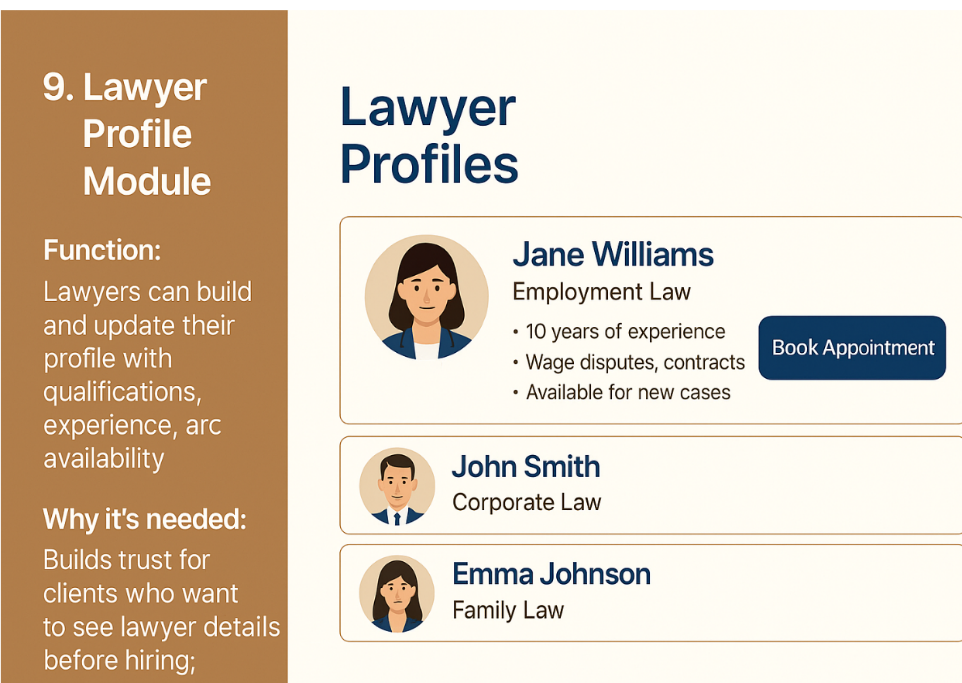 9. Lawyer
Profile
Module
Function:
Lawyers can build
and update their
profile with
qualifications,
experience, arc
availability
Why it's needed:
Builds trust for
clients who want
to see lawyer details
before hiring;
Lawyer
Profiles
Jane Williams
Employment Law
• 10 years of experience
• Wage disputes, contracts
• Available for new cases
Book Appointment
John Smith
Corporate Law
Emma Johnson
Family Law